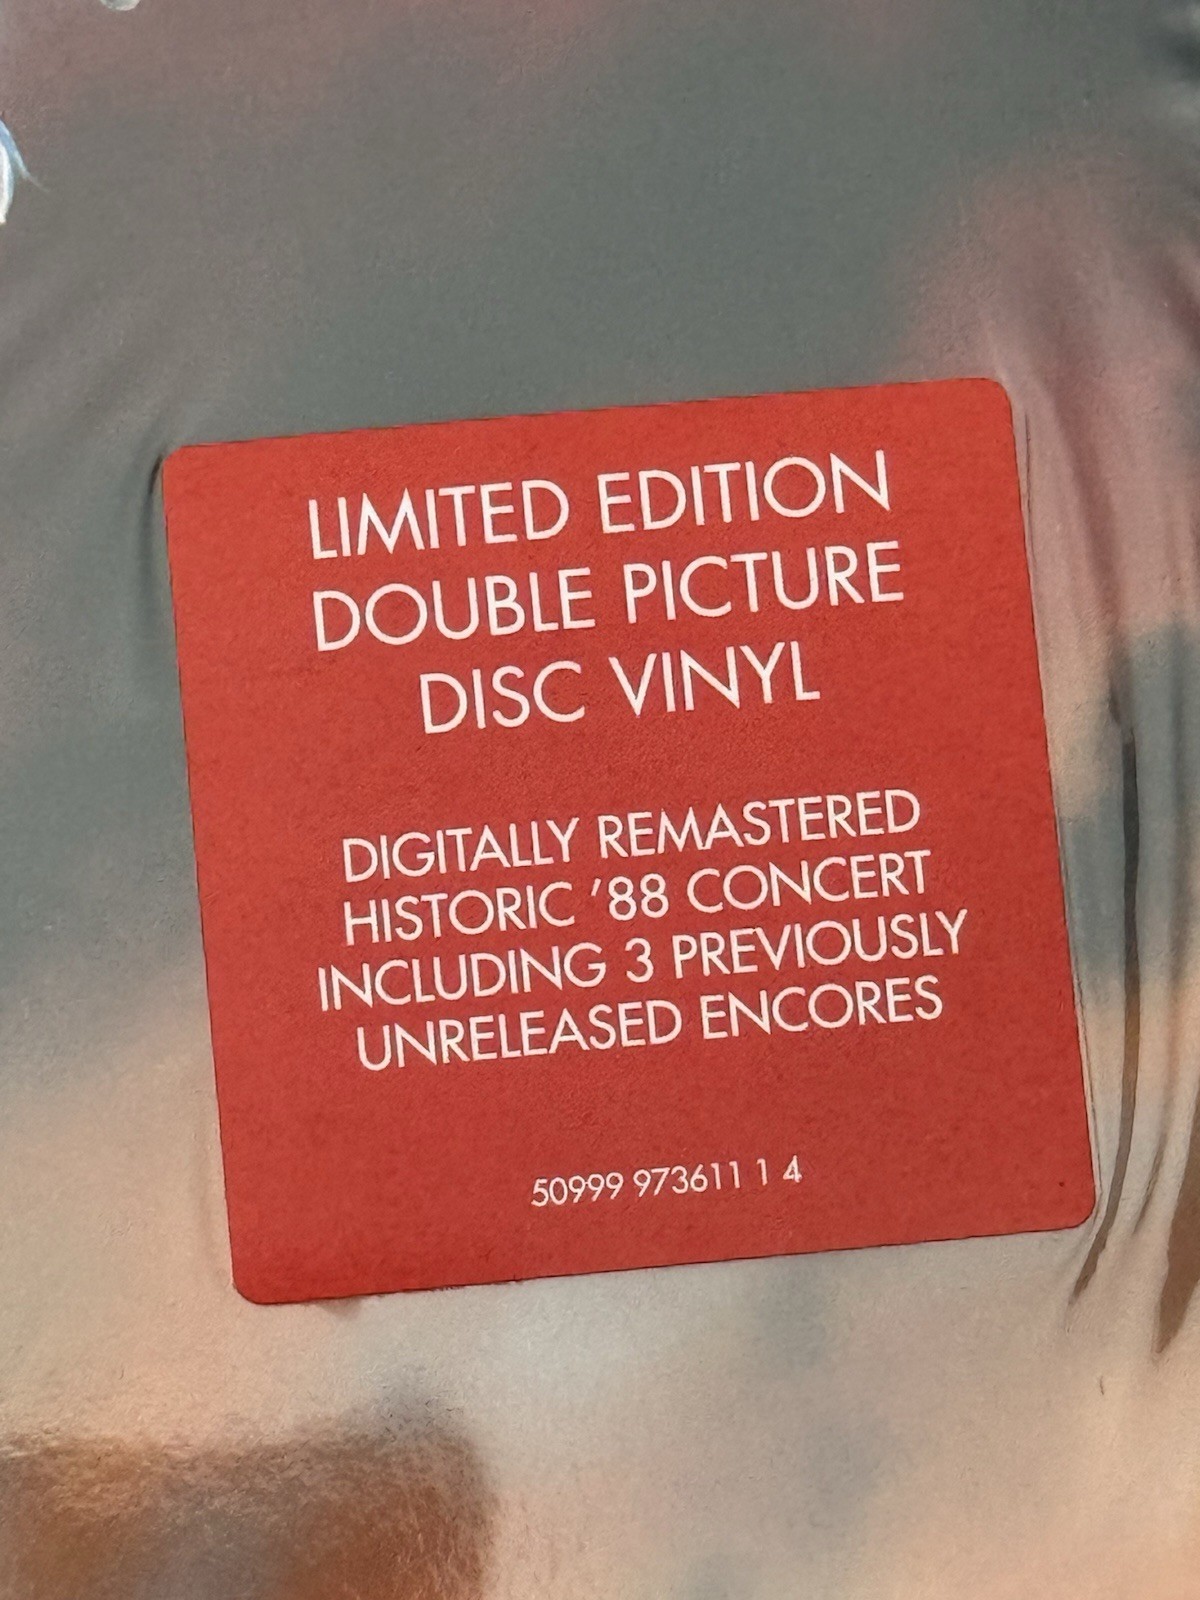 LIMITED EDITION
DOUBLE PICTURE
DISC VINYL
DIGITALLY REMASTERED
HISTORIC '88 CONCERT
INCLUDING 3 PREVIOUSLY
UNRELEASED ENCORES
50999 973611 1 4